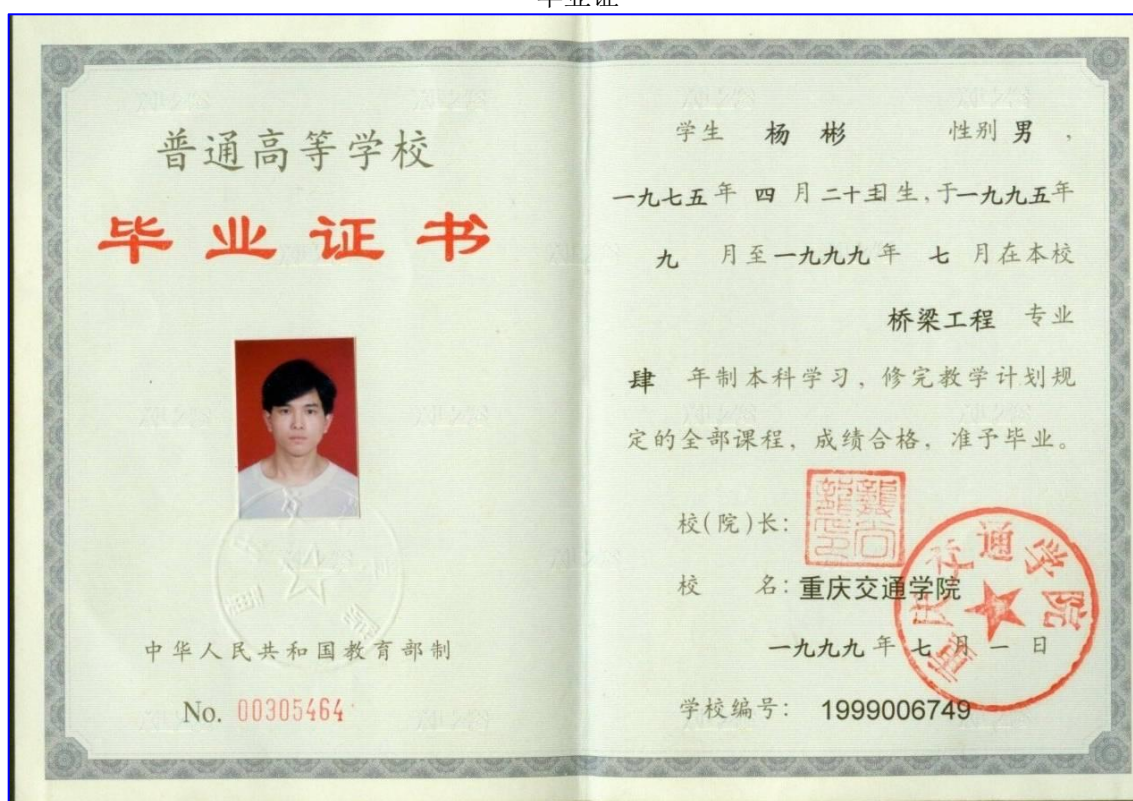 毕业证
普通高等学校
毕业证书
中华人民共和国教育部制
No. 00305464
学生 杨彬 性别 男,
一九七五年 四 月 二十五日生,于一九九五年
九 月至一九九九年 七 月在本校
桥梁工程 专业
肆 年制本科学习,修完教学计划规
定的全部课程,成绩合格,准予毕业。
校(院)长:
校 名:重庆交通学院
一九九九年 七 月 一 日
学校编号: 1999006749
重庆交通学院